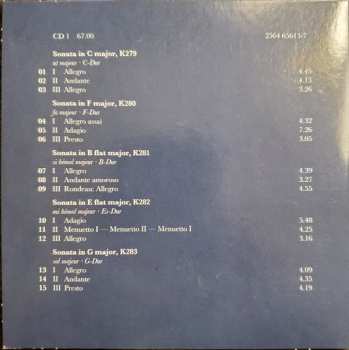 CD 1 67.00 2564 65611-7
Sonata in C major, K279
ut majeur · C-Dur
01 I Allegro 4.45
02 II Andante 4.13
03 III Allegro 3.26
Sonata in F major, K280
fa majeur · F-Dur
04 I Allegro assai 4.32
05 II Adagio 7.26
06 III Presto 3.05
Sonata in B flat major, K281
si bémol majeur · B-Dur
07 I Allegro 4.39
08 II Andante amoroso 3.27
09 III Rondeau: Allegro 4.55
Sonata in E flat major, K282
mi bémol majeur · Es-Dur
10 I Adagio 5.48
11 II Menuetto I — Menuetto II — Menuetto I 4.25
12 III Allegro 3.16
Sonata in G major, K283
sol majeur · G-Dur
13 I Allegro 4.09
14 II Andante 4.35
15 III Presto 4.19